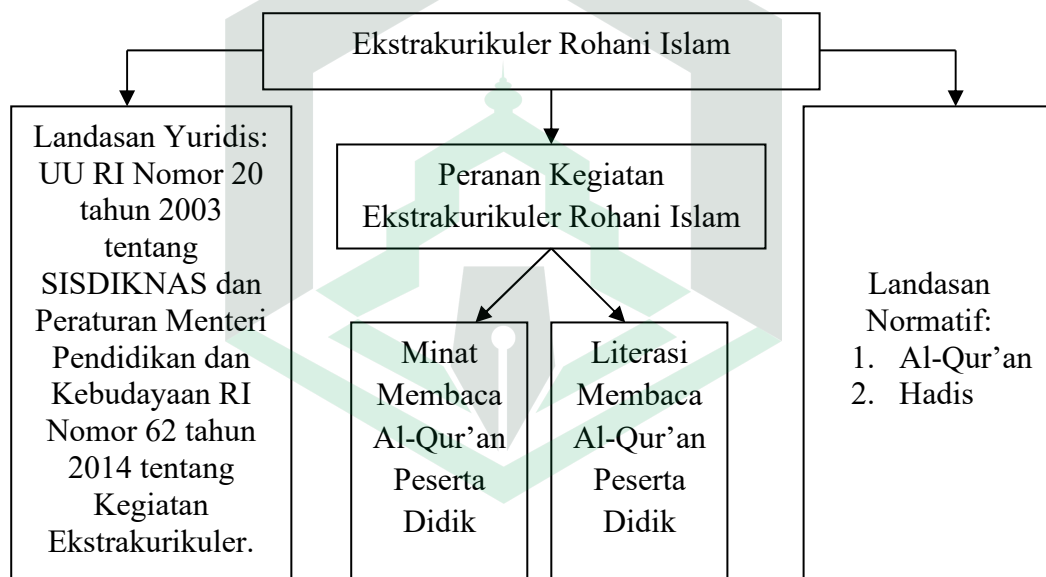 Ekstrakurikuler Rohani Islam
Landasan Yuridis:
UU RI Nomor 20
tahun 2003
tentang
SISDIKNAS dan
Peraturan Menteri
Pendidikan dan
Kebudayaan RI
Nomor 62 tahun
2014 tentang
Kegiatan
Ekstrakurikuler.
Peranan Kegiatan
Ekstrakurikuler Rohani Islam
Minat
Membaca
Al-Qur’an
Peserta
Didik
Literasi
Membaca
Al-Qur’an
Peserta
Didik
Landasan
Normatif:
1. Al-Qur’an
2. Hadis